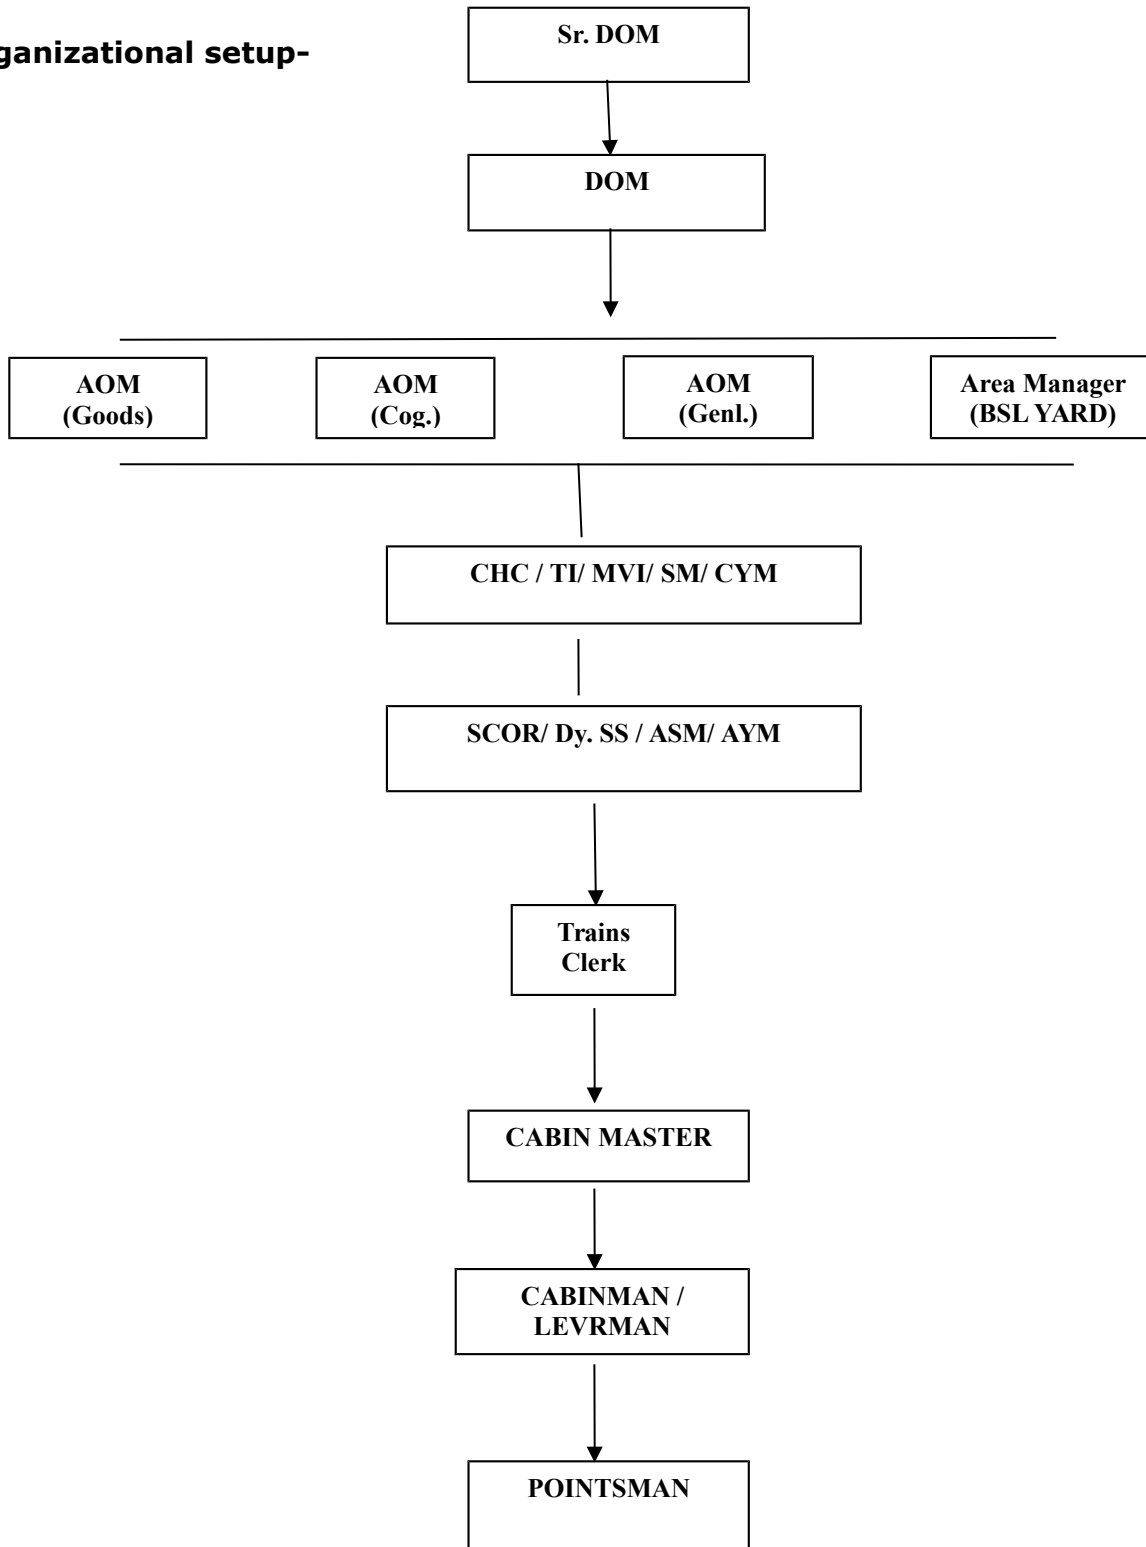 Sr. DOM
ganizational setup-
DOM
AOM
(Goods)
AOM
(Cog.)
AOM
(Genl.)
Area Manager
(BSL YARD)
CHC / TI/ MVI/ SM/ CYM
SCOR/ Dy. SS / ASM/ AYM
Trains
Clerk
CABIN MASTER
CABINMAN /
LEVRMAN
POINTSMAN